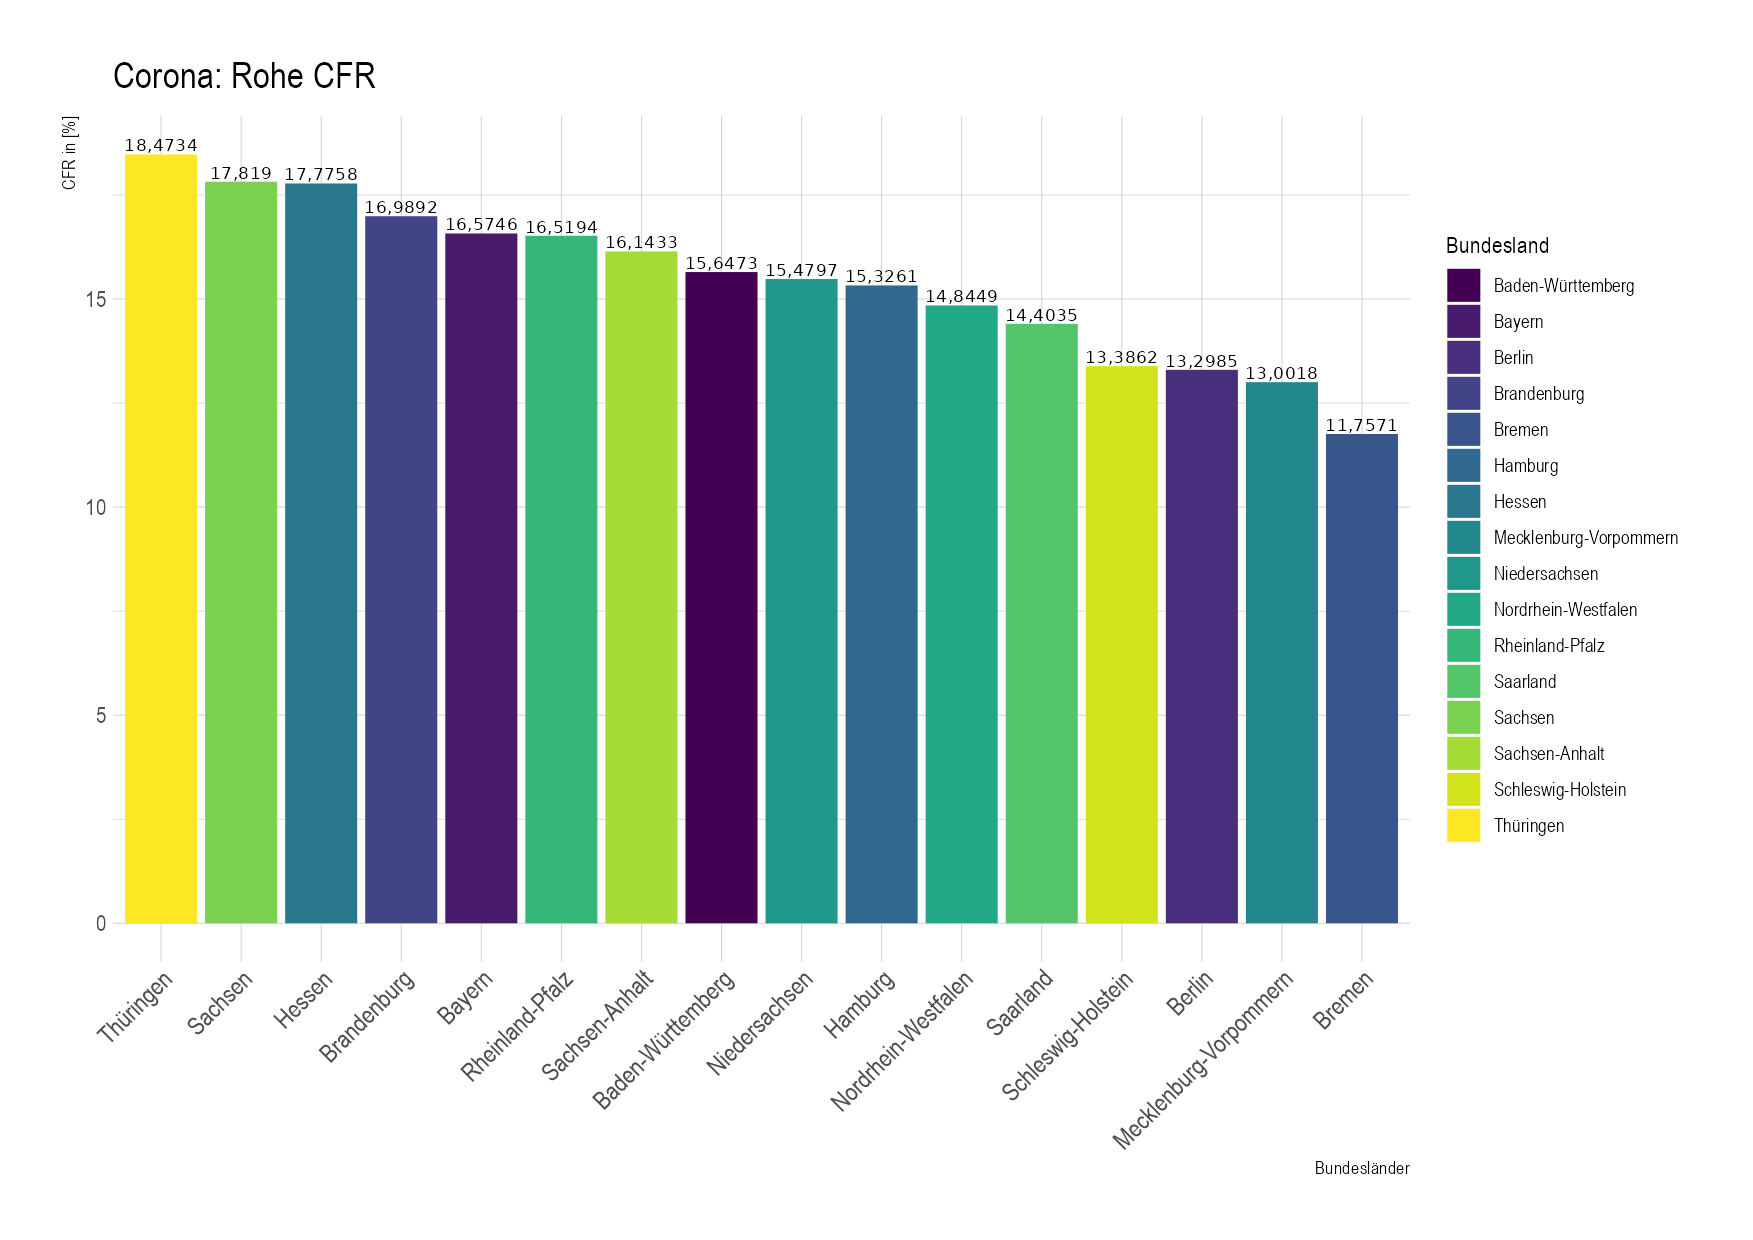 Corona: Rohe CFR
CFR in [%]
18,4734
17,819
17,7758
16,9892
16,5746
16,5194
16,1433
15,6473
15,4797
15,3261
14,8449
14,4035
13,3862
13,2985
13,0018
11,7571
15
10
5
0
Thüringen
Sachsen
Hessen
Brandenburg
Bayern
Rheinland-Pfalz
Sachsen-Anhalt
Baden-Württemberg
Niedersachsen
Hamburg
Nordrhein-Westfalen
Saarland
Schleswig-Holstein
Berlin
Mecklenburg-Vorpommern
Bremen
Bundesländer
Bundesland
Baden-Württemberg
Bayern
Berlin
Brandenburg
Bremen
Hamburg
Hessen
Mecklenburg-Vorpommern
Niedersachsen
Nordrhein-Westfalen
Rheinland-Pfalz
Saarland
Sachsen
Sachsen-Anhalt
Schleswig-Holstein
Thüringen